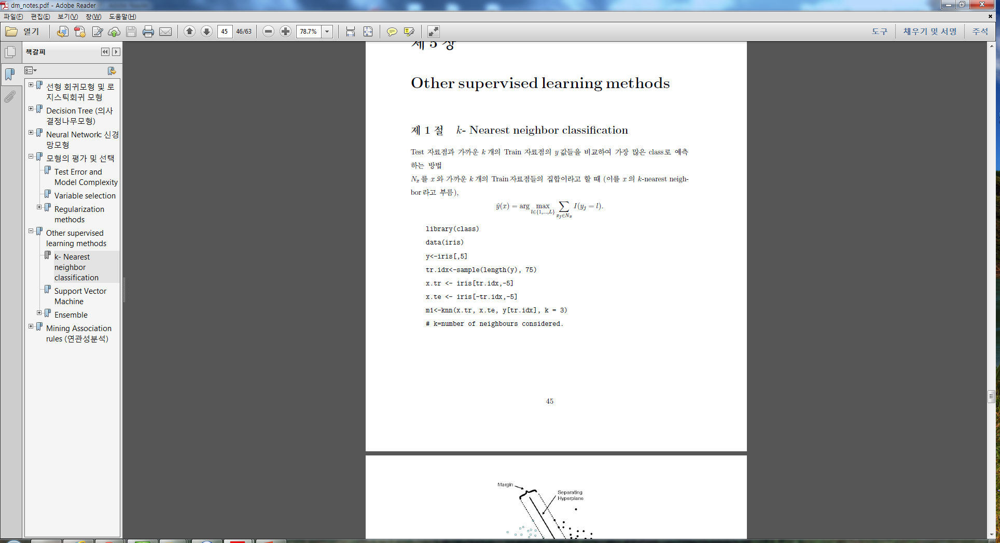 dm_notes.pdf - Adobe Reader
파일(F) 편집(E) 보기(V) 창(W) 도움말(H)
열기 45 46/63 78.7% 도구 채우기 및 서명 주석
책갈피
선형 회귀모형 및 로
지스틱회귀 모형
Decision Tree (의사
결정나무모형)
Neural Network: 신경
망모형
모형의 평가 및 선택
Test Error and
Model Complexity
Variable selection
Regularization
methods
Other supervised
learning methods
k- Nearest
neighbor
classification
Support Vector
Machine
Ensemble
Mining Association
rules (연관성분석)
제 5 장
Other supervised learning methods
제 1 절 k- Nearest neighbor classification
Test 자료점과 가까운 k 개의 Train 자료점의 y 값들을 비교하여 가장 많은 class로 예측
하는 방법
Nₓ를 x 와 가까운 k 개의 Train자료점들의 집합이라고 할 때 (이를 x 의 k-nearest neigh-
bor라고 부름),
ŷ(x) = arg max_{l∈{1,...,L}} ∑_{x_j∈N_x} I(y_j = l).
library(class)
data(iris)
y<-iris[,5]
tr.idx<-sample(length(y), 75)
x.tr <- iris[tr.idx,-5]
x.te <- iris[-tr.idx,-5]
m1<-knn(x.tr, x.te, y[tr.idx], k = 3)
# k=number of neighbours considered.
45
Margin
Separating
Hyperplane